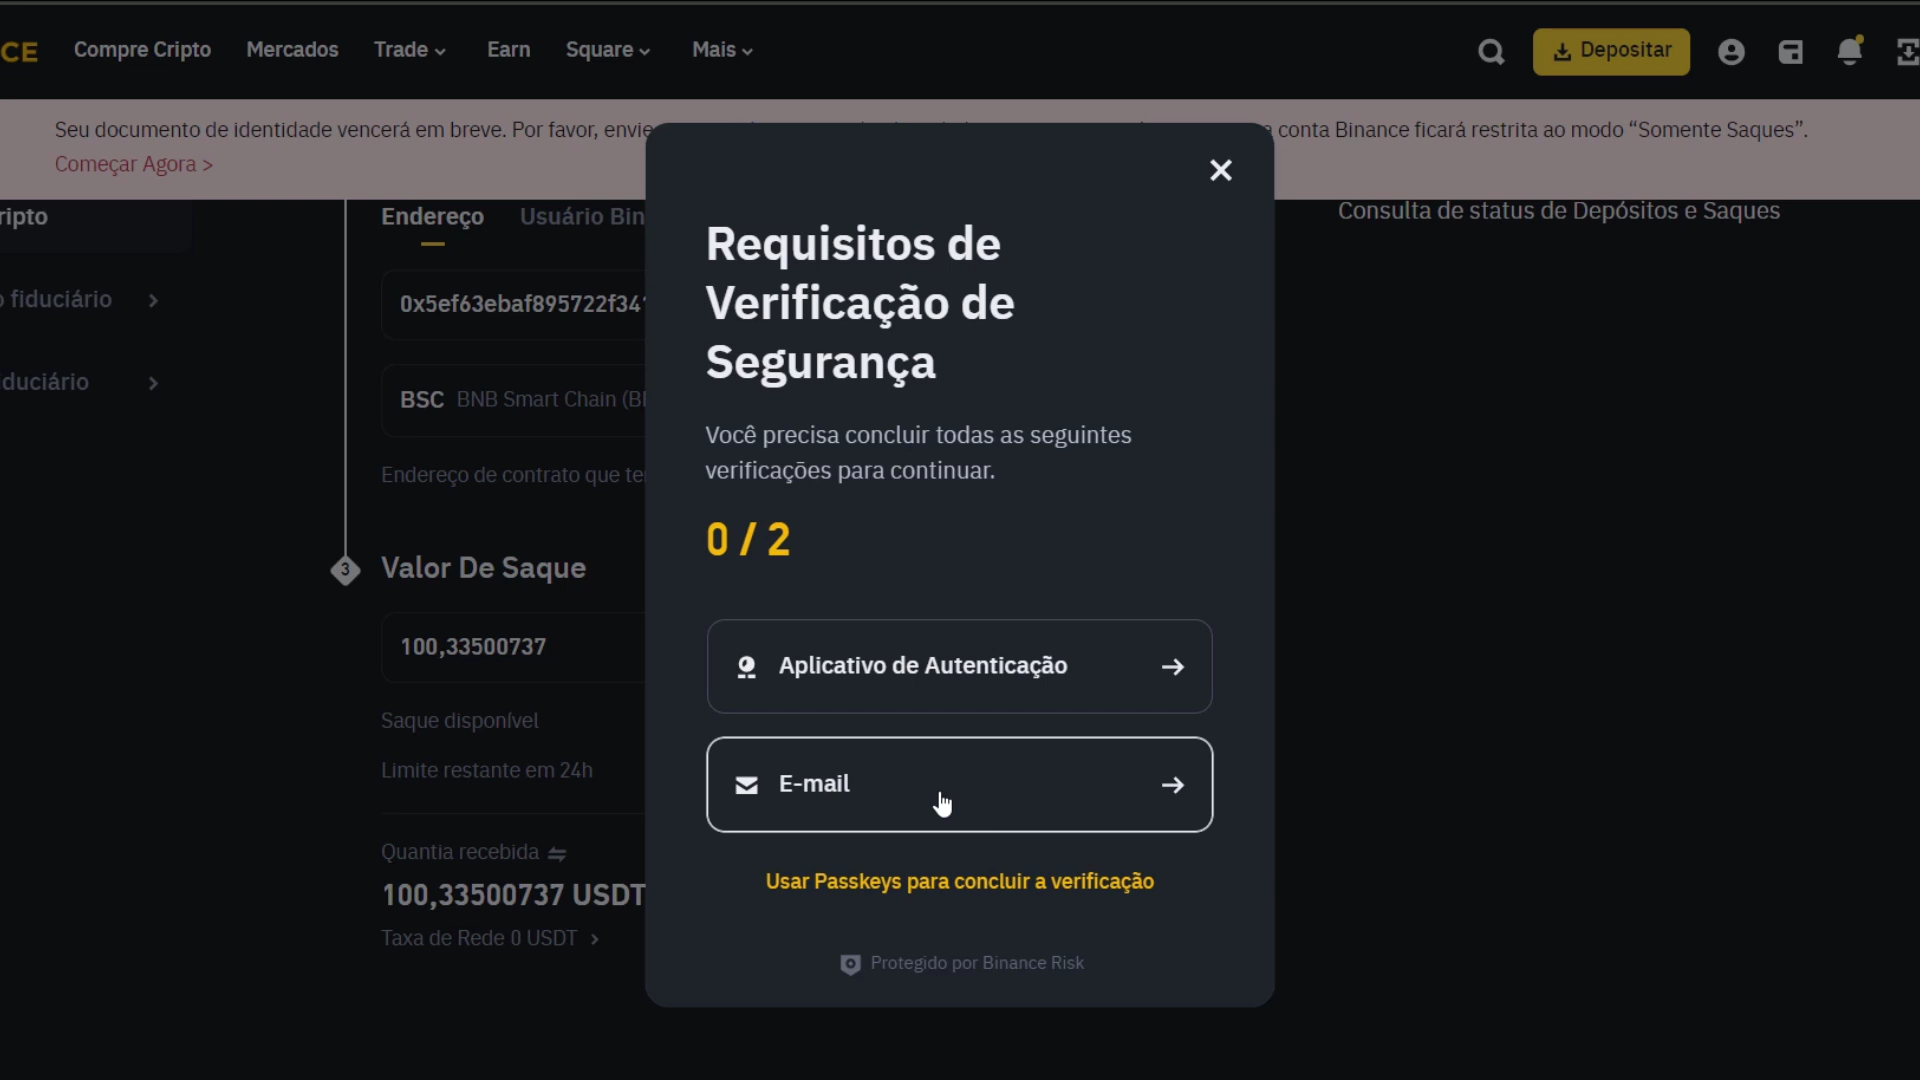 CE Compre Cripto Mercados Trade Earn Square Mais Depositar
Seu documento de identidade vencerá em breve. Por favor, envie conta Binance ficará restrita ao modo “Somente Saques”.
Começar Agora >
ripto
fiduciário
iduciário
Endereço Usuário Bin
Consulta de status de Depósitos e Saques
0x5ef63ebaf895722f34
BSC BNB Smart Chain (B
Endereço de contrato que te
3 Valor De Saque
100,33500737
Saque disponível
Limite restante em 24h
Quantia recebida
100,33500737 USDT
Taxa de Rede 0 USDT >
Requisitos de
Verificação de
Segurança
Você precisa concluir todas as seguintes
verificações para continuar.
0 / 2
Aplicativo de Autenticação
E-mail
Usar Passkeys para concluir a verificação
Protegido por Binance Risk